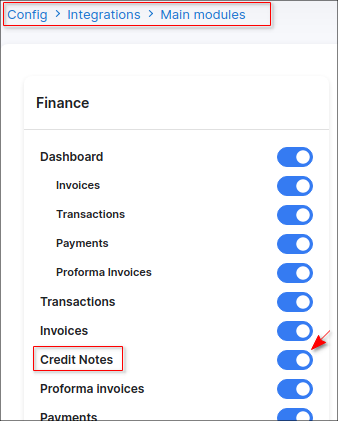 Config > Integrations > Main modules
Finance
Dashboard
Invoices
Transactions
Payments
Proforma Invoices
Transactions
Invoices
Credit Notes
Proforma invoices
Payments